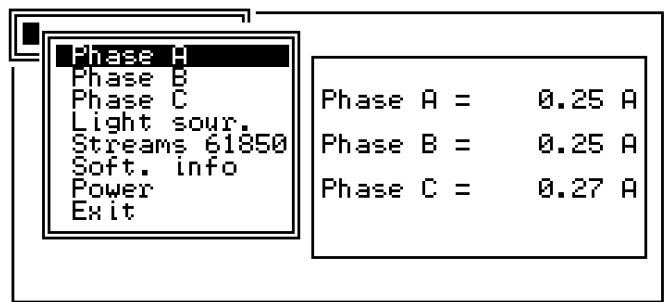 Phase A
Phase B
Phase C
Light sour.
Streams 61850
Soft. info
Power
Exit
Phase A = 0.25 A
Phase B = 0.25 A
Phase C = 0.27 A